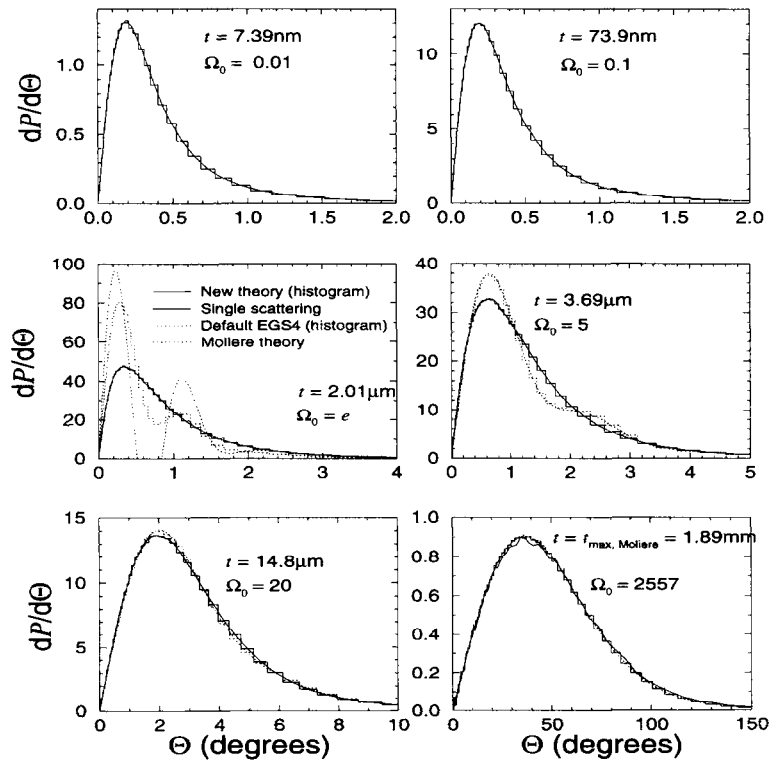 t = 7.39nm
Ω₀ = 0.01
dP/dΘ
1.0
0.5
0.0
0.0 0.5 1.0 1.5 2.0
t = 73.9nm
Ω₀ = 0.1
10
5
0
0.0 0.5 1.0 1.5 2.0
New theory (histogram)
Single scattering
Default EGS4 (histogram)
Moliere theory
t = 2.01μm
Ω₀ = e
dP/dΘ
100
80
60
40
20
0
0 1 2 3 4
t = 3.69μm
Ω₀ = 5
40
30
20
10
0
0 1 2 3 4 5
t = 14.8μm
Ω₀ = 20
dP/dΘ
15
10
5
0
0 2 4 6 8 10
Θ (degrees)
t = t max, Moliere = 1.89mm
Ω₀ = 2557
1.0
0.8
0.6
0.4
0.2
0.0
0 50 100 150
Θ (degrees)